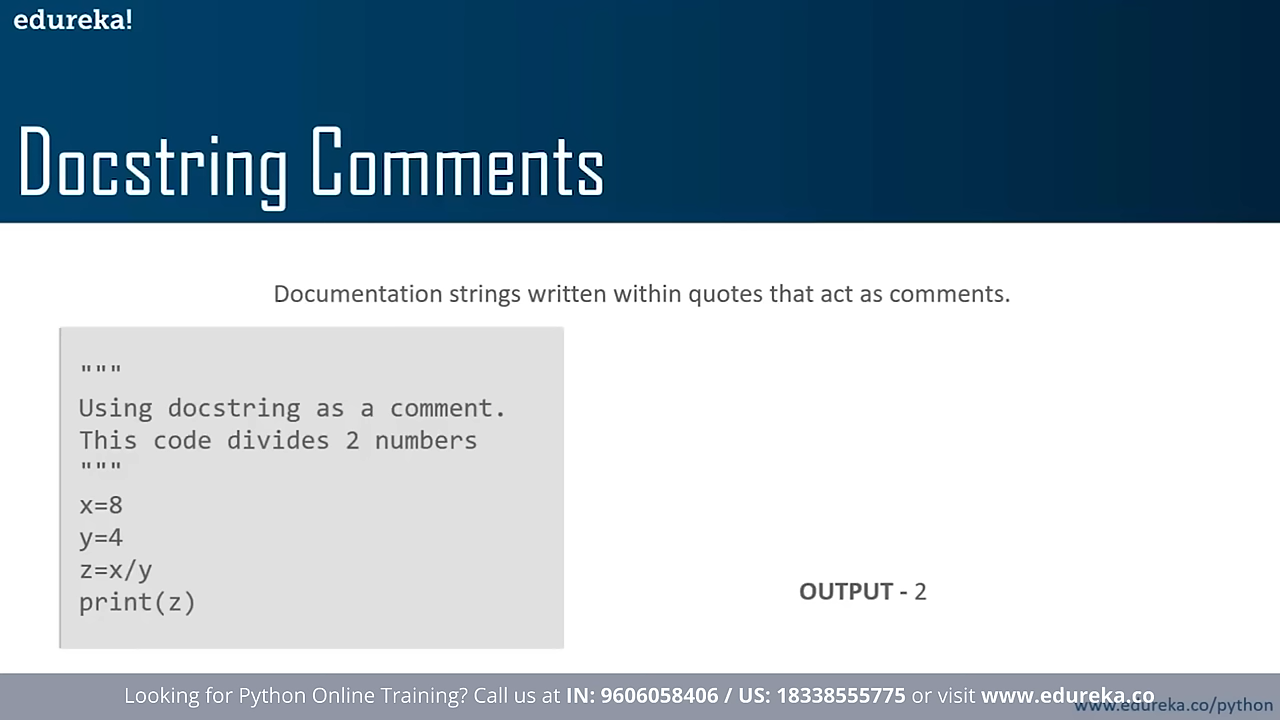 edureka!
Docstring Comments
Documentation strings written within quotes that act as comments.
"""
Using docstring as a comment.
This code divides 2 numbers
"""
x=8
y=4
z=x/y
print(z)
OUTPUT - 2
Looking for Python Online Training? Call us at IN: 9606058406 / US: 18338555775 or visit www.edureka.co
www.edureka.co/python